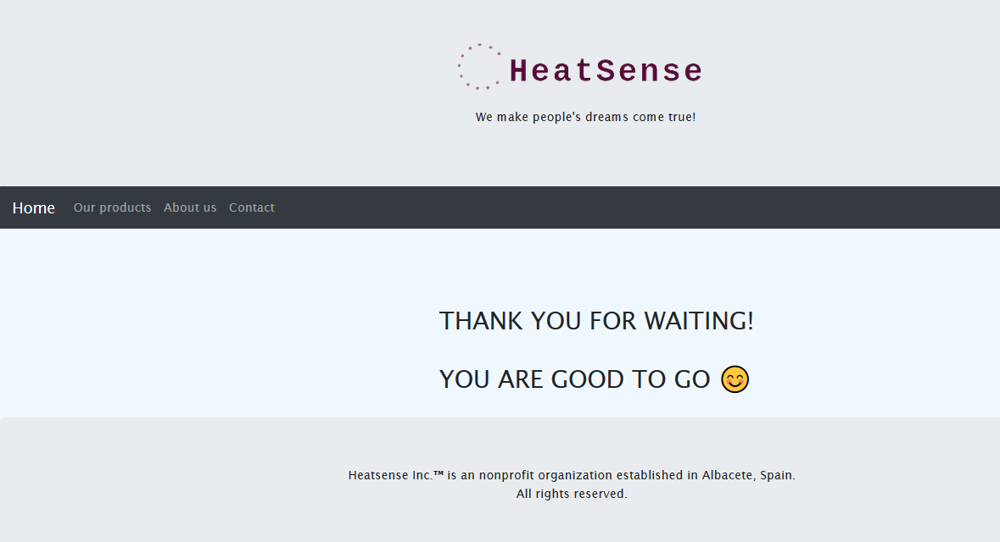 HeatSense
We make people's dreams come true!
Home Our products About us Contact
THANK YOU FOR WAITING!
YOU ARE GOOD TO GO 😊
Heatsense Inc.™ is an nonprofit organization established in Albacete, Spain.
All rights reserved.